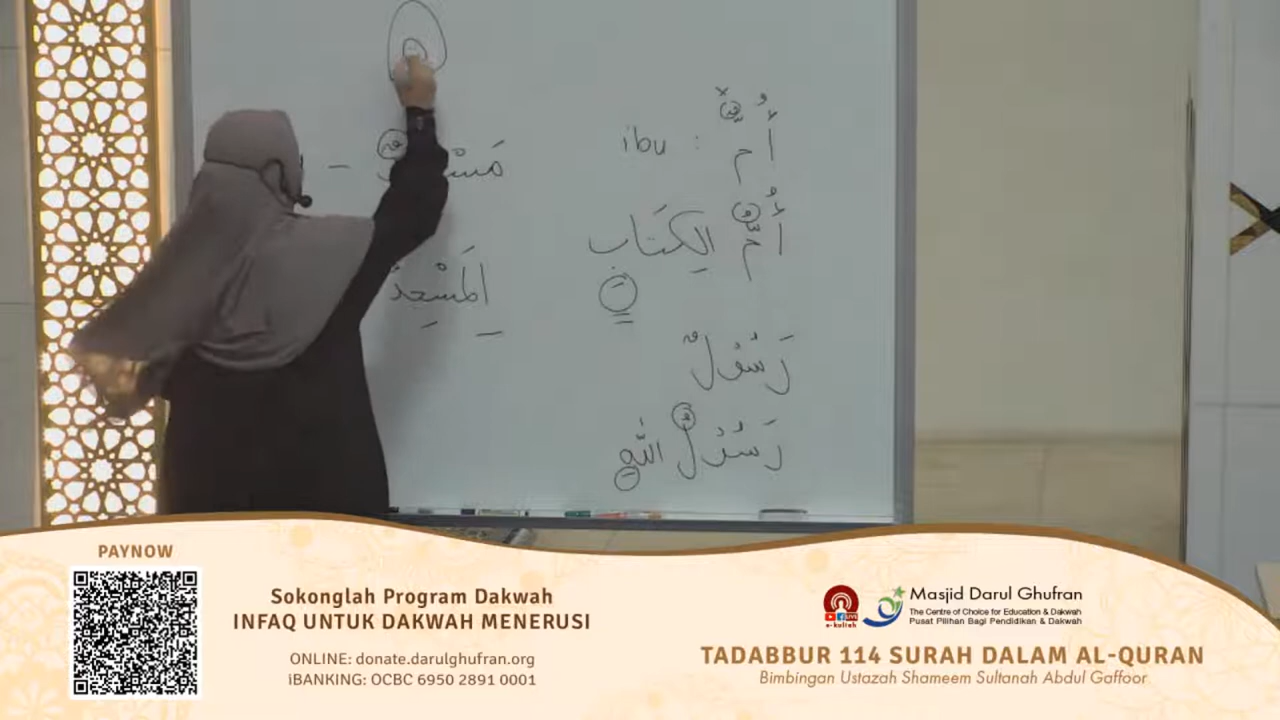 أُمٌّ : ibu
أُمُّ الكِتَابِ
رَسُوْلٌ
رَسُوْلُ اللّٰهِ
اَلمَسْجِدُ
PAYNOW
Sokonglah Program Dakwah
INFAQ UNTUK DAKWAH MENERUSI
ONLINE: donate.darulghufran.org
iBANKING: OCBC 6950 2891 0001
e-kuliah
Masjid Darul Ghufran
The Centre of Choice for Education & Dakwah
Pusat Pilihan Bagi Pendidikan & Dakwah
TADABBUR 114 SURAH DALAM AL-QURAN
Bimbingan Ustazah Shameem Sultanah Abdul Gaffoor